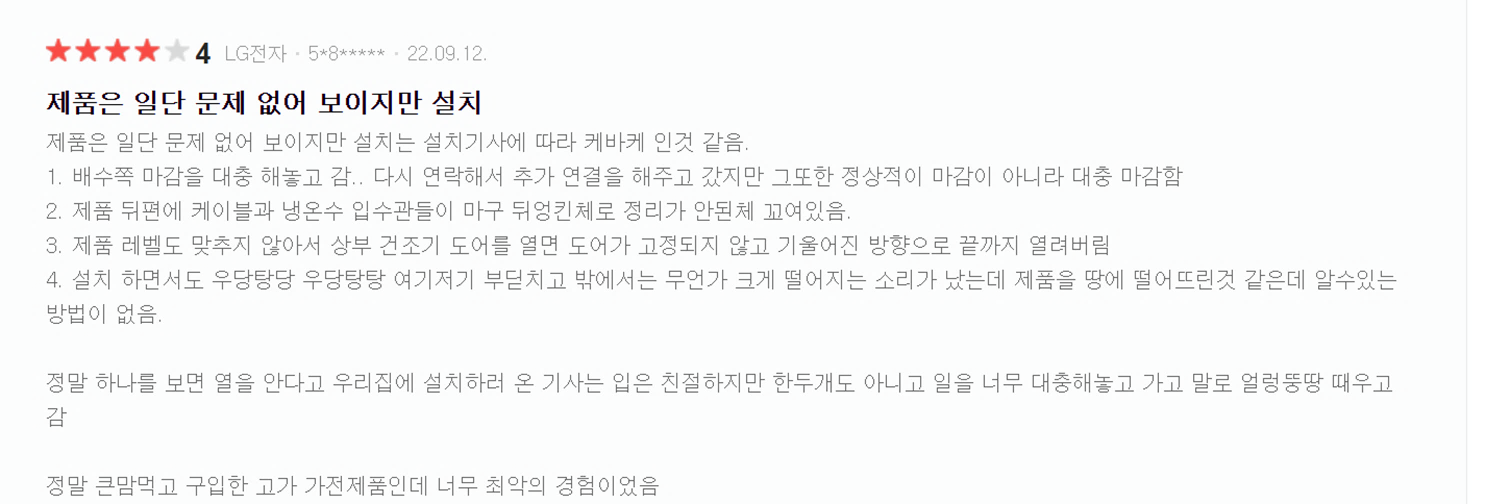 ★★★★★ 4 LG전자 · 5*8***** · 22.09.12.
제품은 일단 문제 없어 보이지만 설치
제품은 일단 문제 없어 보이지만 설치는 설치기사에 따라 케바케 인것 같음.
1. 배수쪽 마감을 대충 해놓고 감.. 다시 연락해서 추가 연결을 해주고 갔지만 그또한 정상적이 마감이 아니라 대충 마감함
2. 제품 뒤편에 케이블과 냉온수 입수관들이 마구 뒤엉킨체로 정리가 안된체 꼬여있음.
3. 제품 레벨도 맞추지 않아서 상부 건조기 도어를 열면 도어가 고정되지 않고 기울어진 방향으로 끝까지 열려버림
4. 설치 하면서도 우당탕당 우당탕탕 여기저기 부딛치고 밖에서는 무언가 크게 떨어지는 소리가 났는데 제품을 땅에 떨어뜨린것 같은데 알수있는
방법이 없음.
정말 하나를 보면 열을 안다고 우리집에 설치하러 온 기사는 입은 친절하지만 한두개도 아니고 일을 너무 대충해놓고 가고 말로 얼렁뚱땅 때우고
감
정말 큰맘먹고 구입한 고가 가전제품인데 너무 최악의 경험이었음